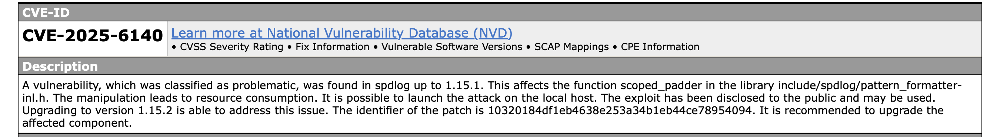 CVE-ID
CVE-2025-6140
Learn more at National Vulnerability Database (NVD)
• CVSS Severity Rating • Fix Information • Vulnerable Software Versions • SCAP Mappings • CPE Information
Description
A vulnerability, which was classified as problematic, was found in spdlog up to 1.15.1. This affects the function scoped_padder in the library include/spdlog/pattern_formatter-
inl.h. The manipulation leads to resource consumption. It is possible to launch the attack on the local host. The exploit has been disclosed to the public and may be used.
Upgrading to version 1.15.2 is able to address this issue. The identifier of the patch is 10320184df1eb4638e253a34b1eb44ce78954094. It is recommended to upgrade the
affected component.